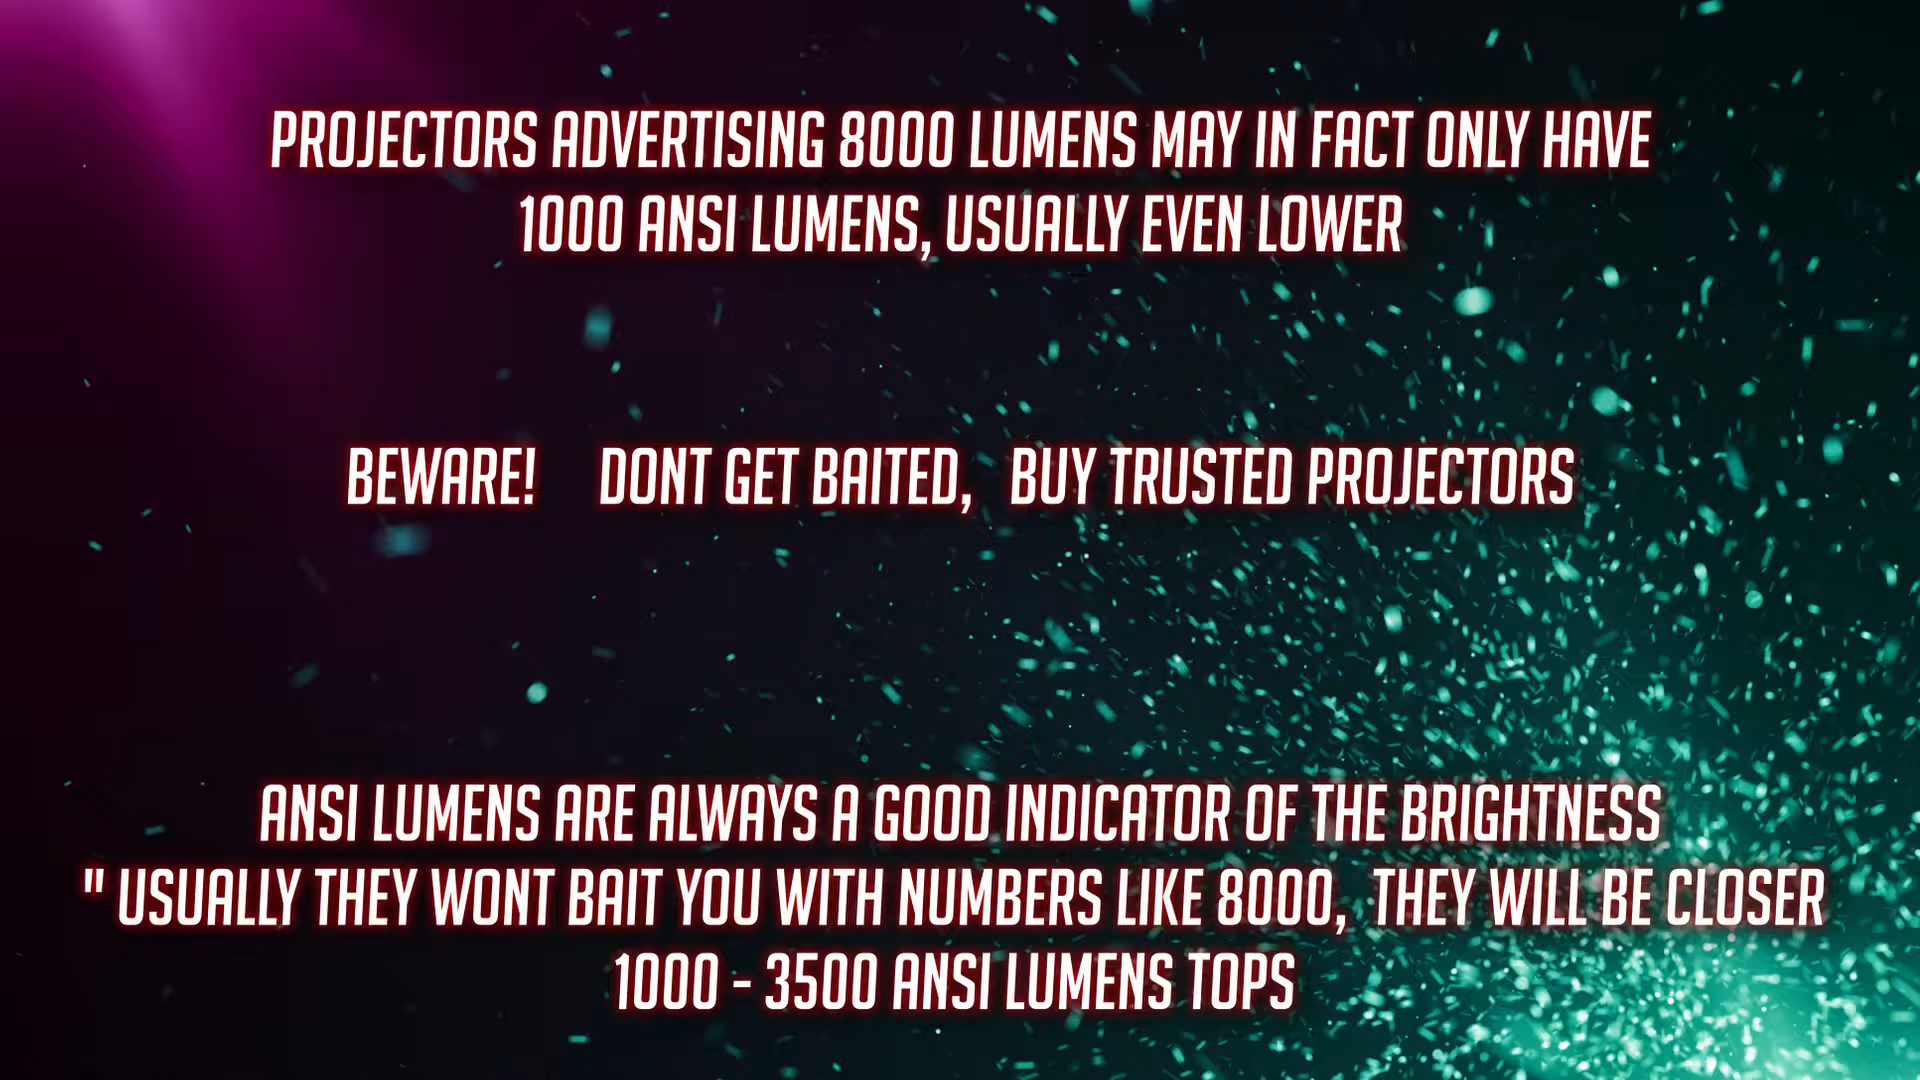 PROJECTORS ADVERTISING 8000 LUMENS MAY IN FACT ONLY HAVE
1000 ANSI LUMENS, USUALLY EVEN LOWER
BEWARE! DONT GET BAITED, BUY TRUSTED PROJECTORS
ANSI LUMENS ARE ALWAYS A GOOD INDICATOR OF THE BRIGHTNESS
" USUALLY THEY WONT BAIT YOU WITH NUMBERS LIKE 8000, THEY WILL BE CLOSER
1000 - 3500 ANSI LUMENS TOPS